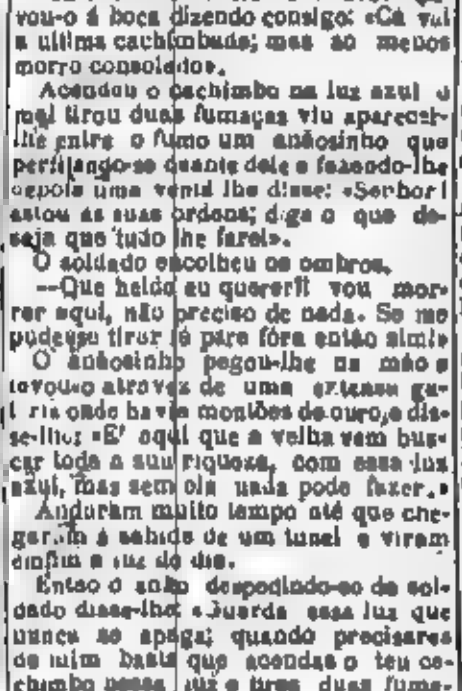 vou-o á boca dizendo consigo: «Cá vai
a ultima cachimbada; mas ao menos
morro consolado».
Acendou o cachimbo na luz azul e
mal tirou duas fumaças viu aparecer-
lhe entre o fumo um anãosinho que
perfilando-se deante dele e fazendo-lhe
depois uma venia lhe disse: «Senhor!
estou ás suas ordens; diga o que de-
seja que tudo lhe farei».
O soldado encolheu os ombros.
—Que heido eu querer!! vou mor-
rer aqui, não preciso de nada. Se me
pudesse tirar já para fóra então sim!»
O anãosinho pegou-lhe na mão e
levou-o atravez de uma extensa ga-
l ria onde havia montões de ouro, e dis-
se-lhe: «E' aqui que a velha vem bus-
car toda a sua riqueza, com essa luz
azul, mas sem ela nada pode fazer.»
Andaram muito tempo até que che-
garam á sahida de um tunel e viram
emfim a luz do dia.
Entao o anão despedindo-se do sol-
dado disse-lhe: «Guarda essa luz que
nunca se apaga; quando precisares
de mim basta que acendas o teu ca-
chimbo nessa luz e tires duas fuma-